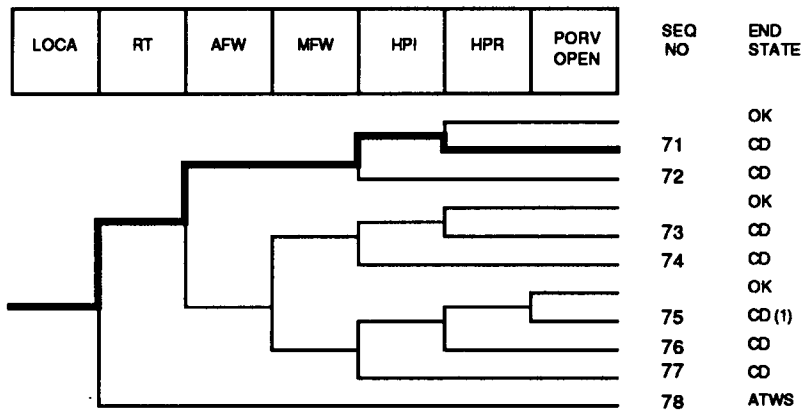 LOCA RT AFW MFW HPI HPR PORV OPEN SEQ NO END STATE
OK
71 CD
72 CD
OK
73 CD
74 CD
OK
75 CD (1)
76 CD
77 CD
78 ATWS